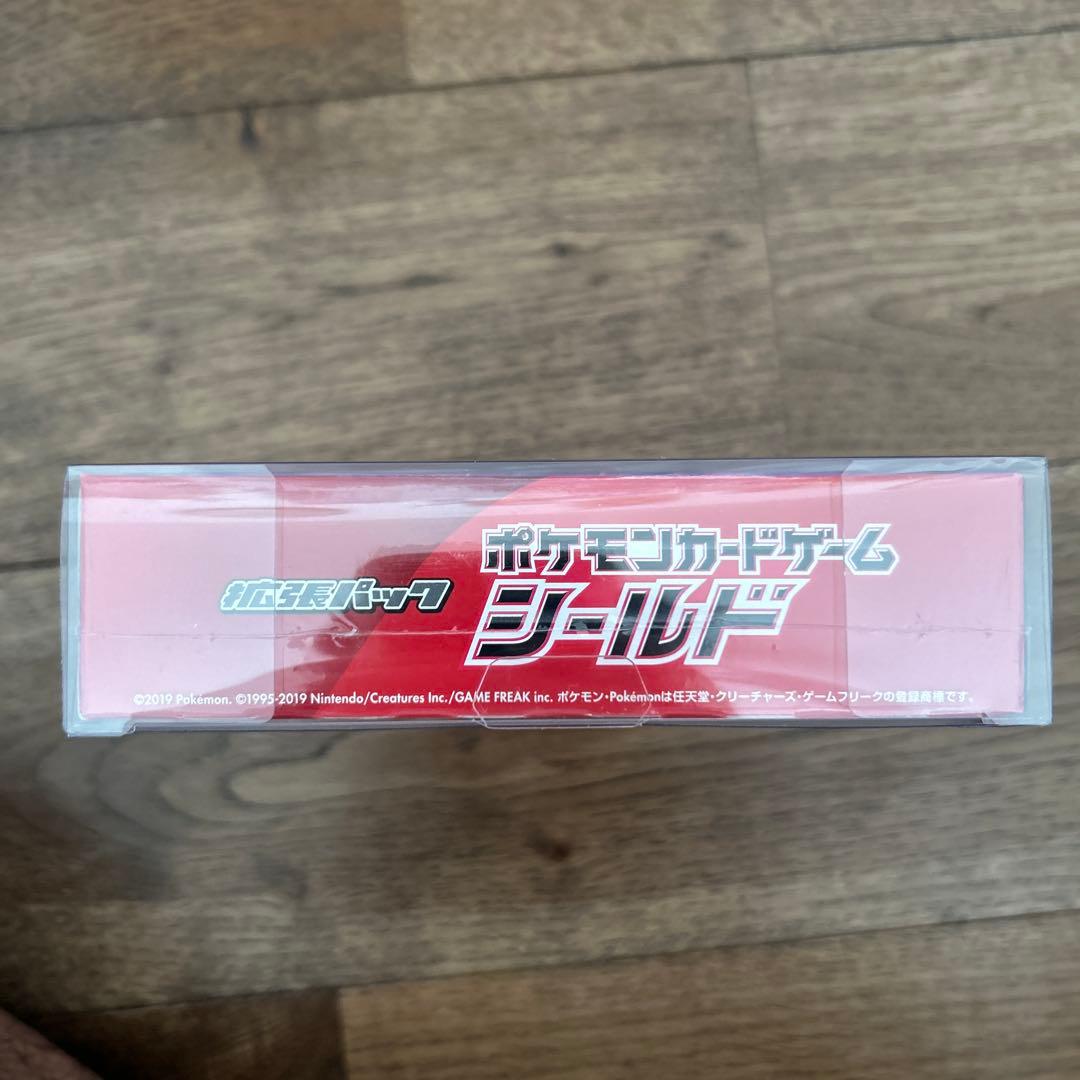 ポケモンカードゲーム
拡張パック
シールド
©2019 Pokémon. ©1995-2019 Nintendo/Creatures Inc./GAME FREAK inc. ポケモン・Pokémonは任天堂・クリーチャーズ・ゲームフリークの登録商標です。